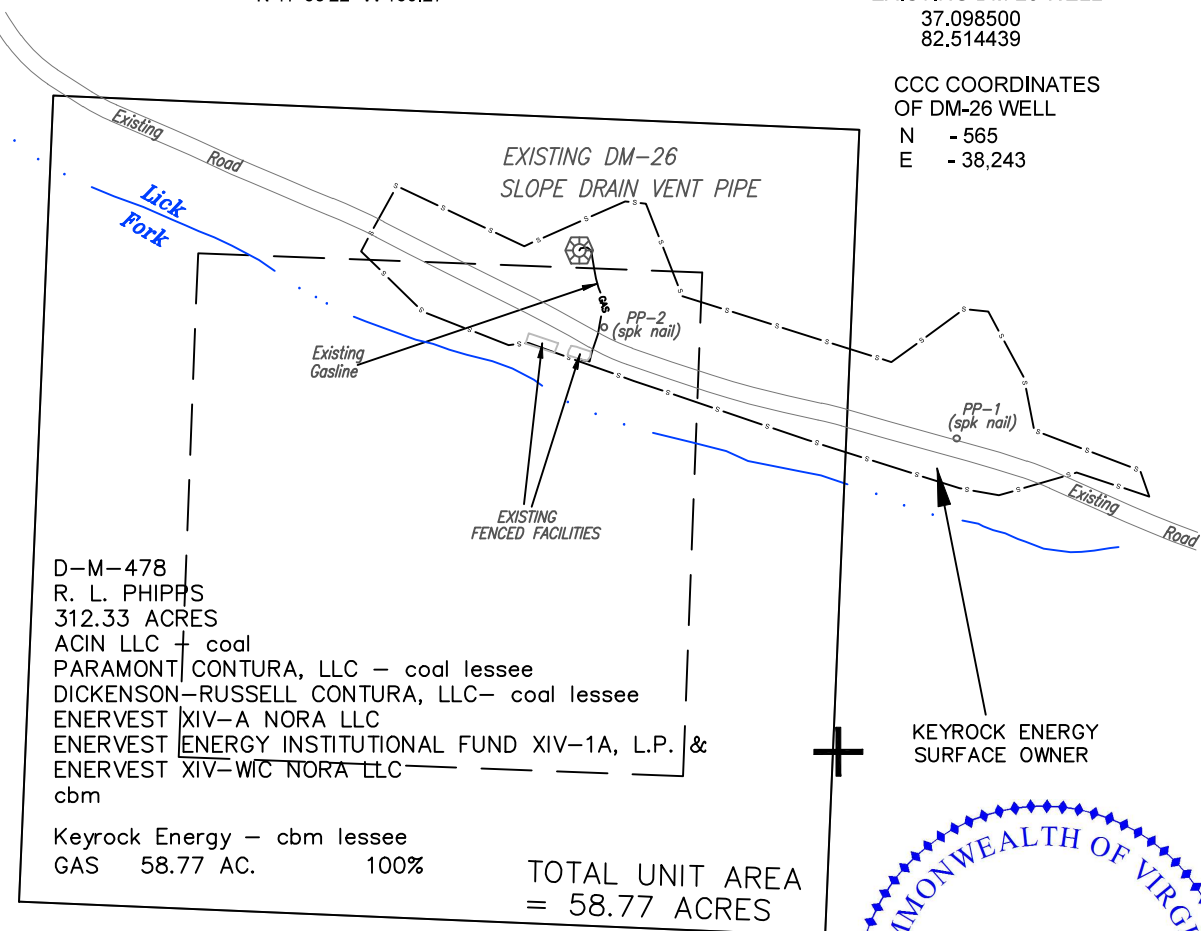 37.098500
82.514439
CCC COORDINATES
OF DM-26 WELL
N - 565
E - 38,243
Existing
Road
EXISTING DM-26
SLOPE DRAIN VENT PIPE
Lick
Fork
GAS
PP-2
(spk nail)
Existing
Gasline
PP-1
(spk nail)
EXISTING
FENCED FACILITIES
Existing
Road
D-M-478
R. L. PHIPPS
312.33 ACRES
ACIN LLC - coal
PARAMONT CONTURA, LLC - coal lessee
DICKENSON-RUSSELL CONTURA, LLC- coal lessee
ENERVEST XIV-A NORA LLC
ENERVEST ENERGY INSTITUTIONAL FUND XIV-1A, L.P. &
ENERVEST XIV-WIC NORA LLC
cbm
Keyrock Energy - cbm lessee
GAS 58.77 AC. 100%
TOTAL UNIT AREA
= 58.77 ACRES
KEYROCK ENERGY
SURFACE OWNER
MMONWEALTH OF VIRG